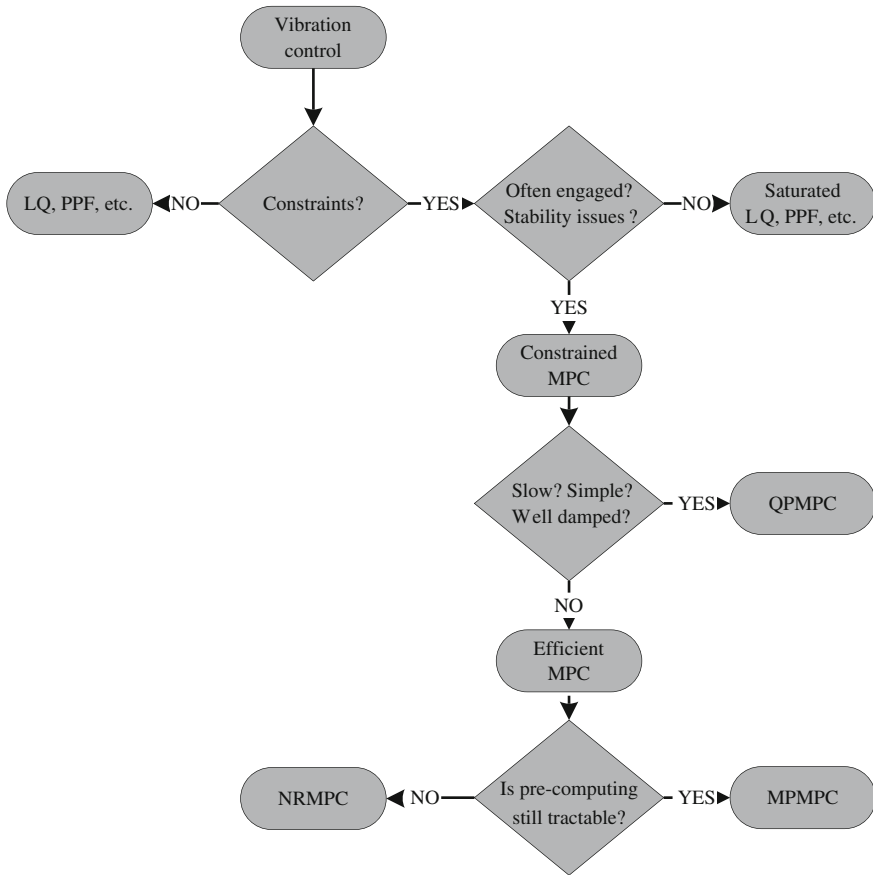 Vibration
control
LQ, PPF, etc.
NO
Constraints?
YES
Often engaged?
Stability issues ?
NO
Saturated
LQ, PPF, etc.
YES
Constrained
MPC
Slow? Simple?
Well damped?
YES
QPMPC
NO
Efficient
MPC
NRMPC
NO
Is pre-computing
still tractable?
YES
MPMPC